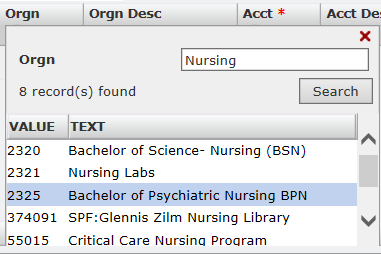 Orgn Orgn Desc Acct * Acct De
Orgn Nursing
8 record(s) found Search
VALUE TEXT
2320 Bachelor of Science- Nursing (BSN)
2321 Nursing Labs
2325 Bachelor of Psychiatric Nursing BPN
374091 SPF:Glennis Zilm Nursing Library
55015 Critical Care Nursing Program